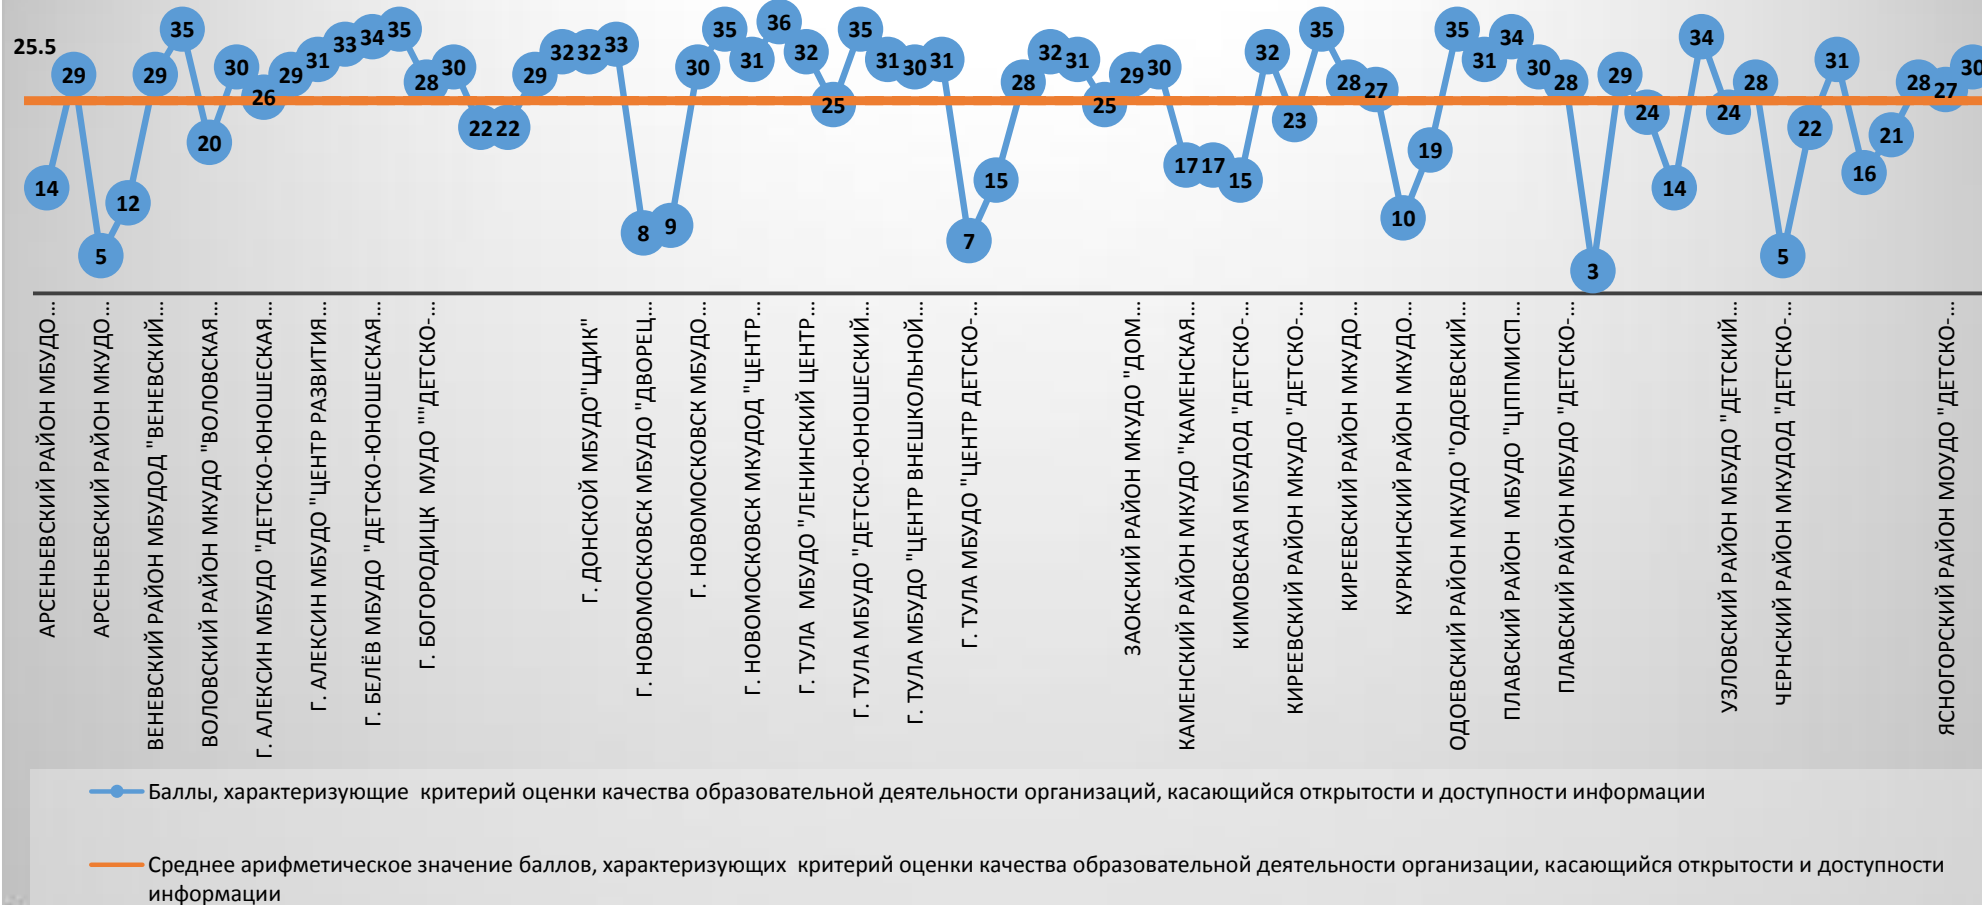 25.5
14 29 5 12 29 35 20 30 26 29 31 33 34 35 28 30 22 22 29 32 32 33 8 9 30 35 31 36 32 25 35 31 30 31 7 15 28 32 31 25 29 30 17 17 15 32 23 35 28 27 10 19 35 31 34 30 28 3 29 24 14 34 24 28 5 22 31 16 21 28 27 30
АРСЕНЬЕВСКИЙ РАЙОН МБУДО...
АРСЕНЬЕВСКИЙ РАЙОН МКУДО...
ВЕНЕВСКИЙ РАЙОН МБУДОД "ВЕНЕВСКИЙ...
ВОЛОВСКИЙ РАЙОН МКУДО "ВОЛОВСКАЯ...
Г. АЛЕКСИН МБУДО "ДЕТСКО-ЮНОШЕСКАЯ...
Г. АЛЕКСИН МБУДО "ЦЕНТР РАЗВИТИЯ...
Г. БЕЛЁВ МБУДО "ДЕТСКО-ЮНОШЕСКАЯ...
Г. БОГОРОДИЦК МУДО ""ДЕТСКО-...
Г. ДОНСКОЙ МБУДО"ЦДИК"
Г. НОВОМОСКОВСК МБУДО "ДВОРЕЦ...
Г. НОВОМОСКОВСК МБУДО...
Г. НОВОМОСКОВСК МКУДОД "ЦЕНТР...
Г. ТУЛА МБУДО "ЛЕНИНСКИЙ ЦЕНТР...
Г. ТУЛА МБУДО "ДЕТСКО-ЮНОШЕСКИЙ...
Г. ТУЛА МБУДО "ЦЕНТР ВНЕШКОЛЬНОЙ...
Г. ТУЛА МБУДО "ЦЕНТР ДЕТСКО-...
ЗАОКСКИЙ РАЙОН МКУДО "ДОМ...
КАМЕНСКИЙ РАЙОН МКУДО "КАМЕНСКАЯ...
КИМОВСКАЯ МБУДОД "ДЕТСКО-...
КИРЕЕВСКИЙ РАЙОН МКУДО "ДЕТСКО-...
КИРЕЕВСКИЙ РАЙОН МКУДО...
КУРКИНСКИЙ РАЙОН МКУДО...
ОДОЕВСКИЙ РАЙОН МКУДО "ОДОЕВСКИЙ...
ПЛАВСКИЙ РАЙОН МБУДО "ЦППМИСП...
ПЛАВСКИЙ РАЙОН МБУДО "ДЕТСКО-...
УЗЛОВСКИЙ РАЙОН МБУДО "ДЕТСКИЙ...
ЧЕРНСКИЙ РАЙОН МКУДОД "ДЕТСКО-...
ЯСНОГОРСКИЙ РАЙОН МОУДО "ДЕТСКО-...
Баллы, характеризующие критерий оценки качества образовательной деятельности организаций, касающийся открытости и доступности информации
Среднее арифметическое значение баллов, характеризующих критерий оценки качества образовательной деятельности организации, касающийся открытости и доступности
информации